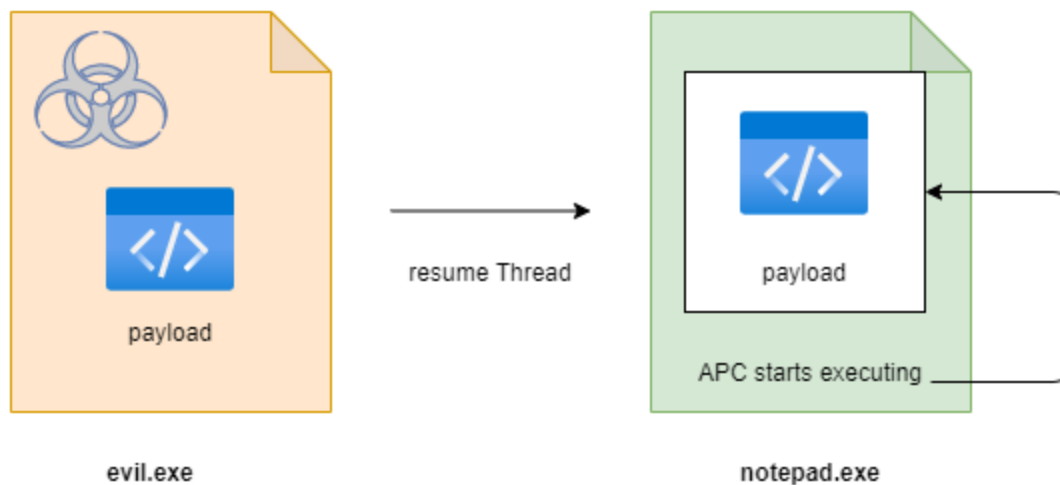 payload
evil.exe
resume Thread
payload
APC starts executing
notepad.exe